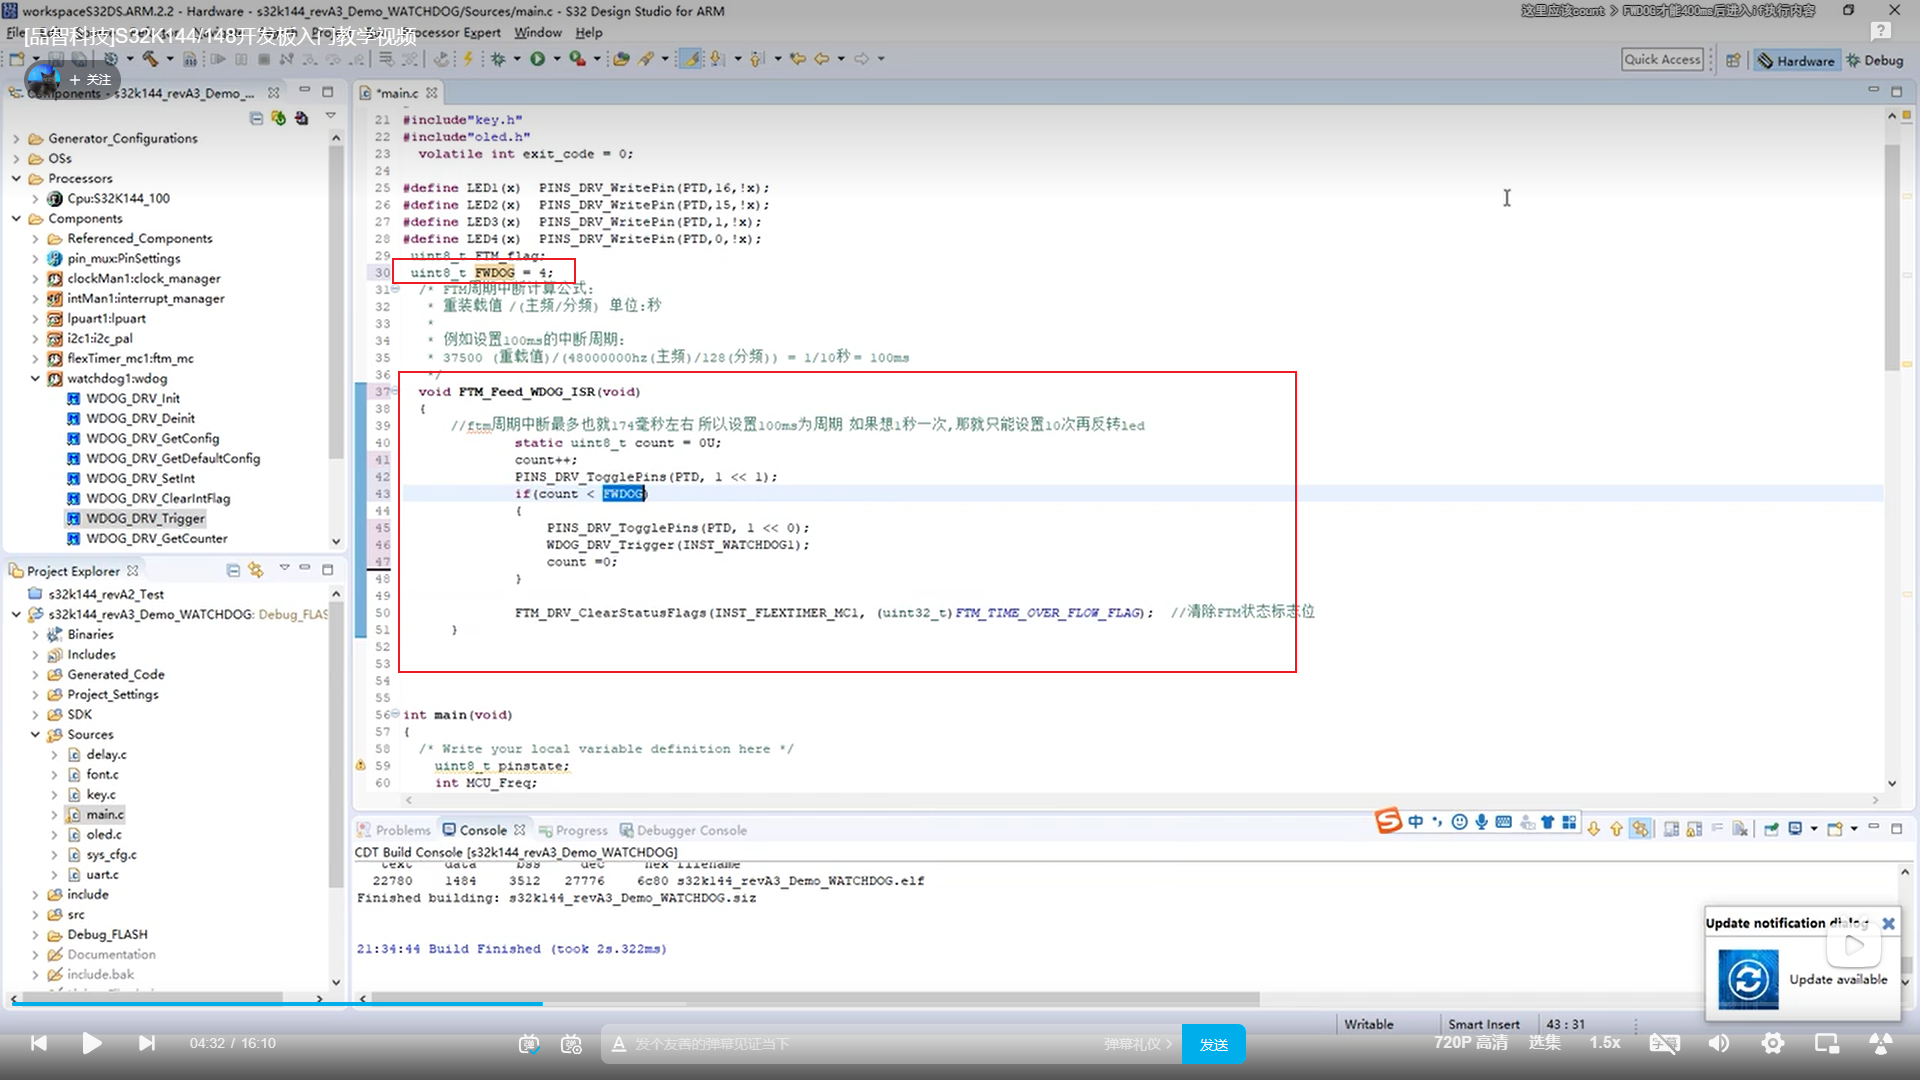 workspaceS32DS.ARM.2.2 - Hardware - s32k144_revA3_Demo_WATCHDOG/Sources/main.c - S32 Design Studio for ARM
这里应该count > FWDOG才能400ms后进入if执行内容
[品智科技]S32K144/148开发板入门教学视频
Processor Expert Window Help
+ 关注
Quick Access
Hardware
Debug
Components - s32k144_revA3_Demo_...
Generator_Configurations
OSs
Processors
Cpu:S32K144_100
Components
Referenced_Components
pin_mux:PinSettings
clockMan1:clock_manager
intMan1:interrupt_manager
lpuart1:lpuart
i2c1:i2c_pal
flexTimer_mc1:ftm_mc
watchdog1:wdog
WDOG_DRV_Init
WDOG_DRV_Deinit
WDOG_DRV_GetConfig
WDOG_DRV_GetDefaultConfig
WDOG_DRV_SetInt
WDOG_DRV_ClearIntFlag
WDOG_DRV_Trigger
WDOG_DRV_GetCounter
Project Explorer
s32k144_revA2_Test
s32k144_revA3_Demo_WATCHDOG: Debug_FLAS
Binaries
Includes
Generated_Code
Project_Settings
SDK
Sources
delay.c
font.c
key.c
main.c
oled.c
sys_cfg.c
uart.c
include
src
Debug_FLASH
Documentation
include.bak
*main.c
21 #include"key.h"
22 #include"oled.h"
23 volatile int exit_code = 0;
24
25 #define LED1(x) PINS_DRV_WritePin(PTD,16,!x);
26 #define LED2(x) PINS_DRV_WritePin(PTD,15,!x);
27 #define LED3(x) PINS_DRV_WritePin(PTD,1,!x);
28 #define LED4(x) PINS_DRV_WritePin(PTD,0,!x);
29 uint8_t FTM_flag;
30 uint8_t FWDOG = 4;
31 /* FTM周期中断计算公式:
32 * 重装载值 /(主频/分频) 单位:秒
33 *
34 * 例如设置100ms的中断周期:
35 * 37500 (重载值)/(48000000hz(主频)/128(分频)) = 1/10秒 = 100ms
36 */
37 void FTM_Feed_WDOG_ISR(void)
38 {
39 //ftm周期中断最多也就174毫秒左右 所以设置100ms为周期 如果想1秒一次,那就只能设置10次再反转led
40 static uint8_t count = 0U;
41 count++;
42 PINS_DRV_TogglePins(PTD, 1 << 1);
43 if(count < FWDOG)
44 {
45 PINS_DRV_TogglePins(PTD, 1 << 0);
46 WDOG_DRV_Trigger(INST_WATCHDOG1);
47 count =0;
48 }
49
50 FTM_DRV_ClearStatusFlags(INST_FLEXTIMER_MC1, (uint32_t)FTM_TIME_OVER_FLOW_FLAG); //清除FTM状态标志位
51 }
52
53
54
55
56 int main(void)
57 {
58 /* Write your local variable definition here */
59 uint8_t pinstate;
60 int MCU_Freq;
Problems Console Progress Debugger Console
中
CDT Build Console [s32k144_revA3_Demo_WATCHDOG]
text data bss dec hex filename
22780 1484 3512 27776 6c80 s32k144_revA3_Demo_WATCHDOG.elf
Finished building: s32k144_revA3_Demo_WATCHDOG.siz
21:34:44 Build Finished (took 2s.322ms)
Update notification dialog
Update available
Writable
Smart Insert
43 : 31
04:32 / 16:10
发个友善的弹幕见证当下
弹幕礼仪 >
发送
720P 高清
选集
1.5x